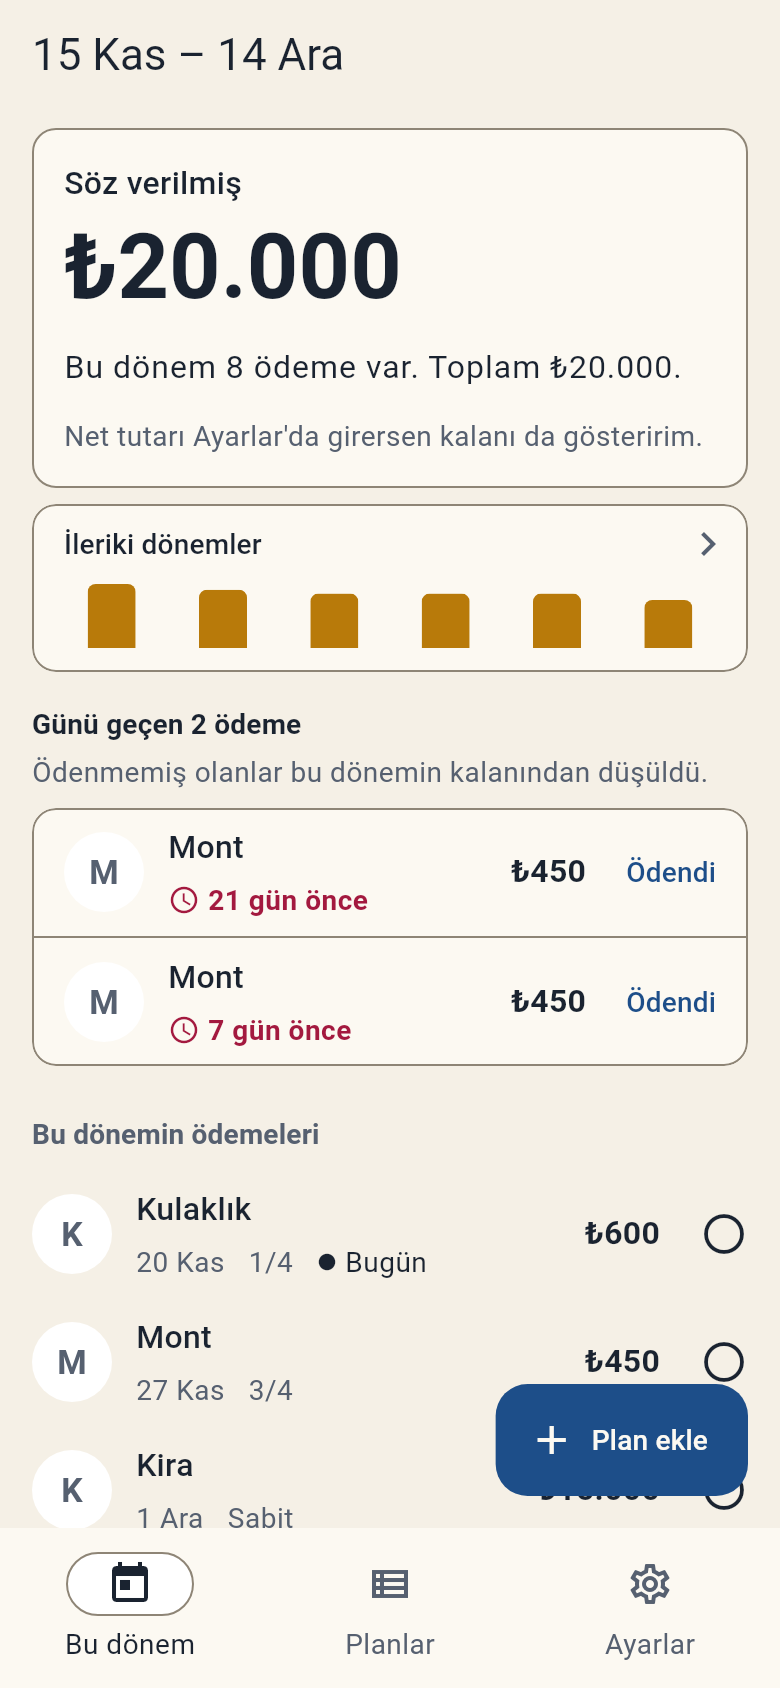 15 Kas – 14 Ara
Söz verilmiş
₺20.000
Bu dönem 8 ödeme var. Toplam ₺20.000.
Net tutarı Ayarlar'da girersen kalanı da gösteririm.
İleriki dönemler
Günü geçen 2 ödeme
Ödenmemiş olanlar bu dönemin kalanından düşüldü.
M
Mont
21 gün önce
₺450
Ödendi
M
Mont
7 gün önce
₺450
Ödendi
Bu dönemin ödemeleri
K
Kulaklık
20 Kas 1/4 Bugün
₺600
M
Mont
27 Kas 3/4
₺450
K
Kira
1 Ara Sabit
Plan ekle
Bu dönem
Planlar
Ayarlar